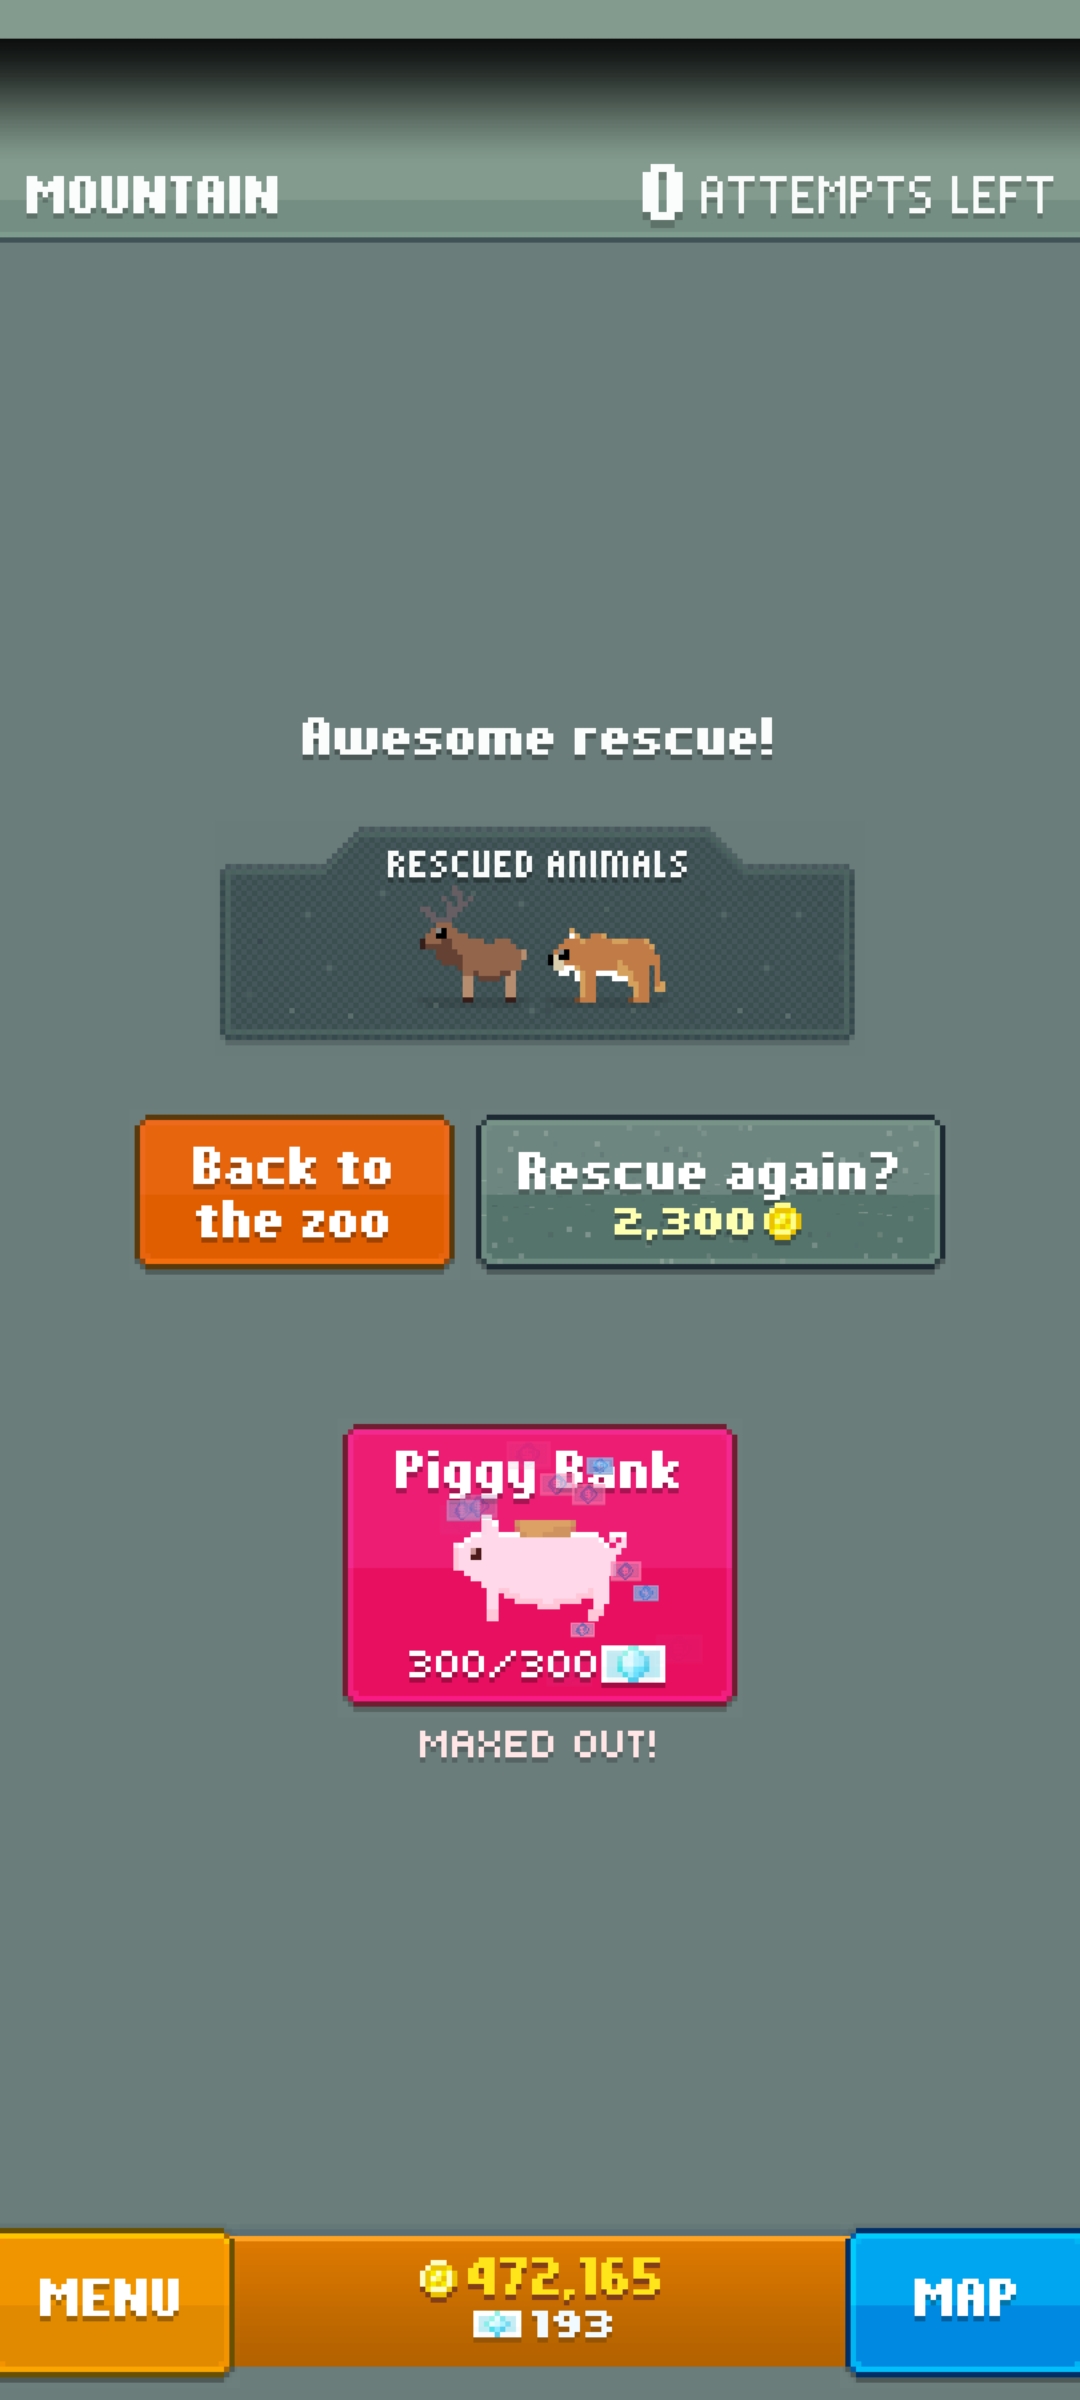 MOUNTAIN
0 ATTEMPTS LEFT
Awesome rescue!
RESCUED ANIMALS
Back to
the zoo
Rescue again?
2,300
Piggy Bank
300/300
MAXED OUT!
MENU
472,165
193
MAP